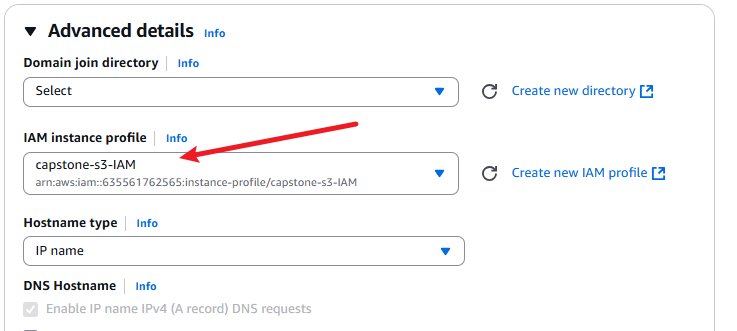 Advanced details Info
Domain join directory Info
Select
Create new directory
IAM instance profile Info
capstone-s3-IAM
arn:aws:iam::635561762565:instance-profile/capstone-s3-IAM
Create new IAM profile
Hostname type Info
IP name
DNS Hostname Info
Enable IP name IPv4 (A record) DNS requests